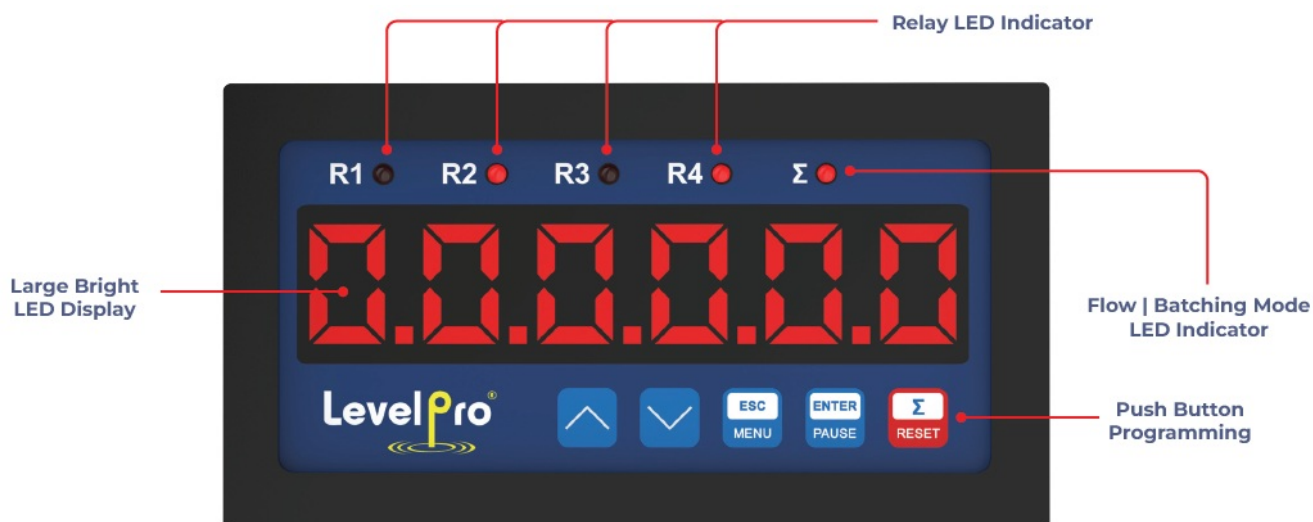 Relay LED Indicator
R1 R2 R3 R4 Σ
0.0.0.0.0.0
Large Bright
LED Display
Flow | Batching Mode
LED Indicator
LevelPro®
ESC
MENU
ENTER
PAUSE
Σ
RESET
Push Button
Programming